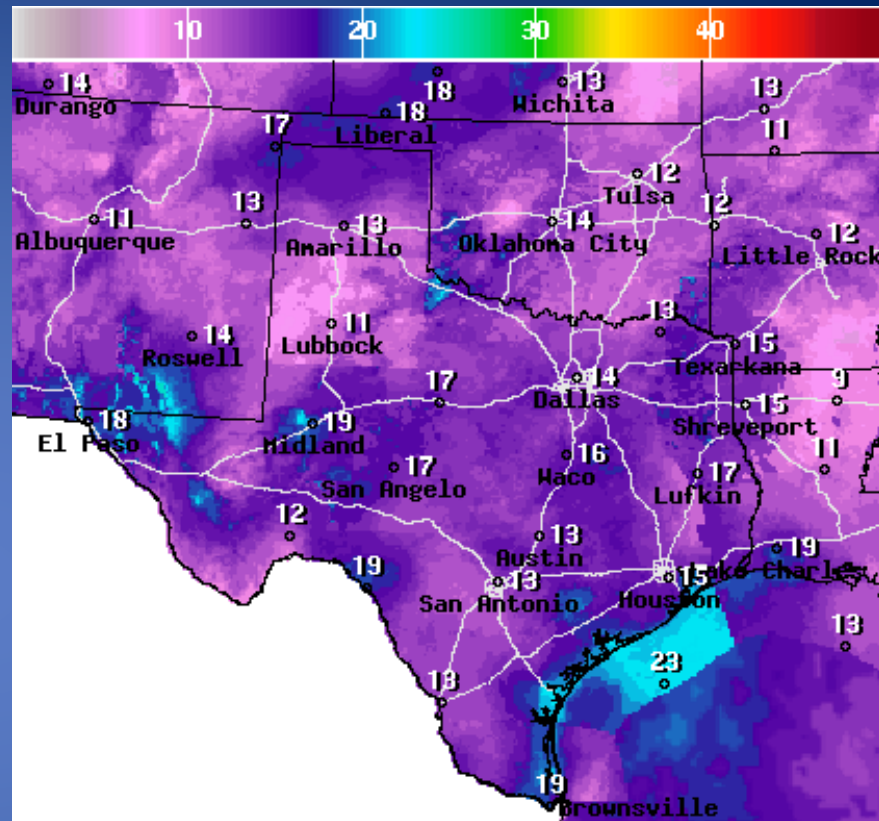 10 20 30 40
14 18 13 13
Durango Wichita
18
Liberal
17 11
12
Tulsa
11 13 13 14 12 12
Albuquerque Amarillo Oklahoma City Little Rock
14 11 13 15
Roswell Lubbock Texarkana
14
Dallas
18 19 17 15 9
El Paso Midland Shreveport
17 16 17 11
San Angelo Waco Lufkin
12 13 19
Austin Lake Charles
13 15
San Antonio Houston
19
13
23
13
19
Brownsville